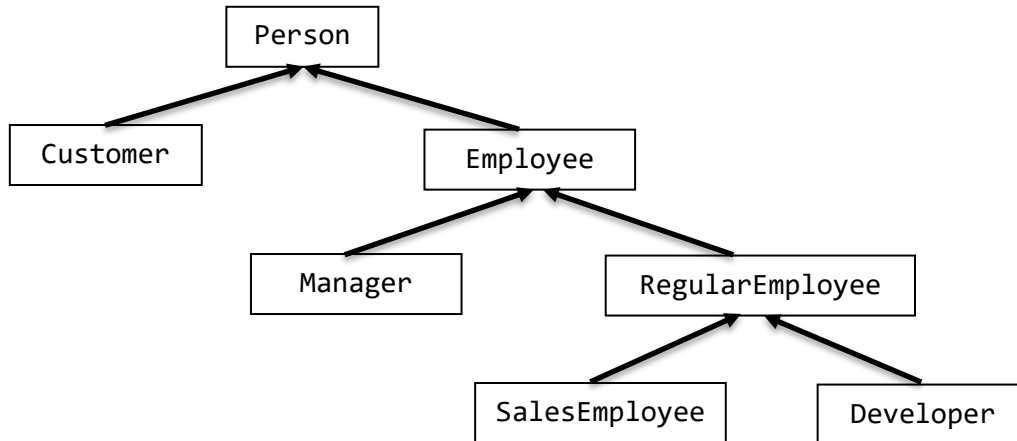 Person
Customer
Employee
Manager
RegularEmployee
SalesEmployee
Developer